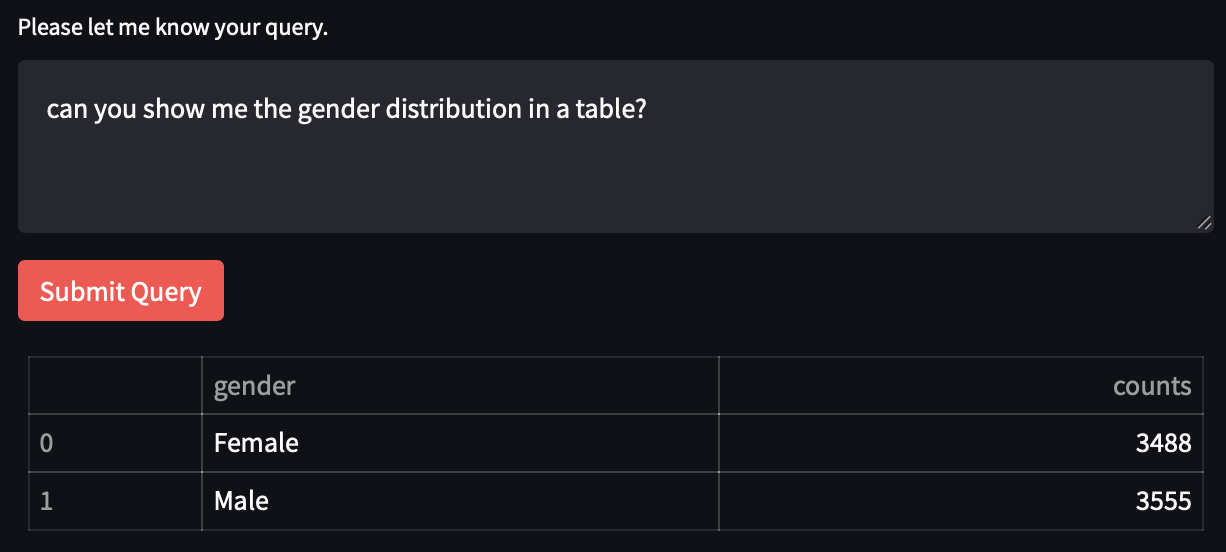 Please let me know your query.
can you show me the gender distribution in a table?
Submit Query
gender counts
0 Female 3488
1 Male 3555